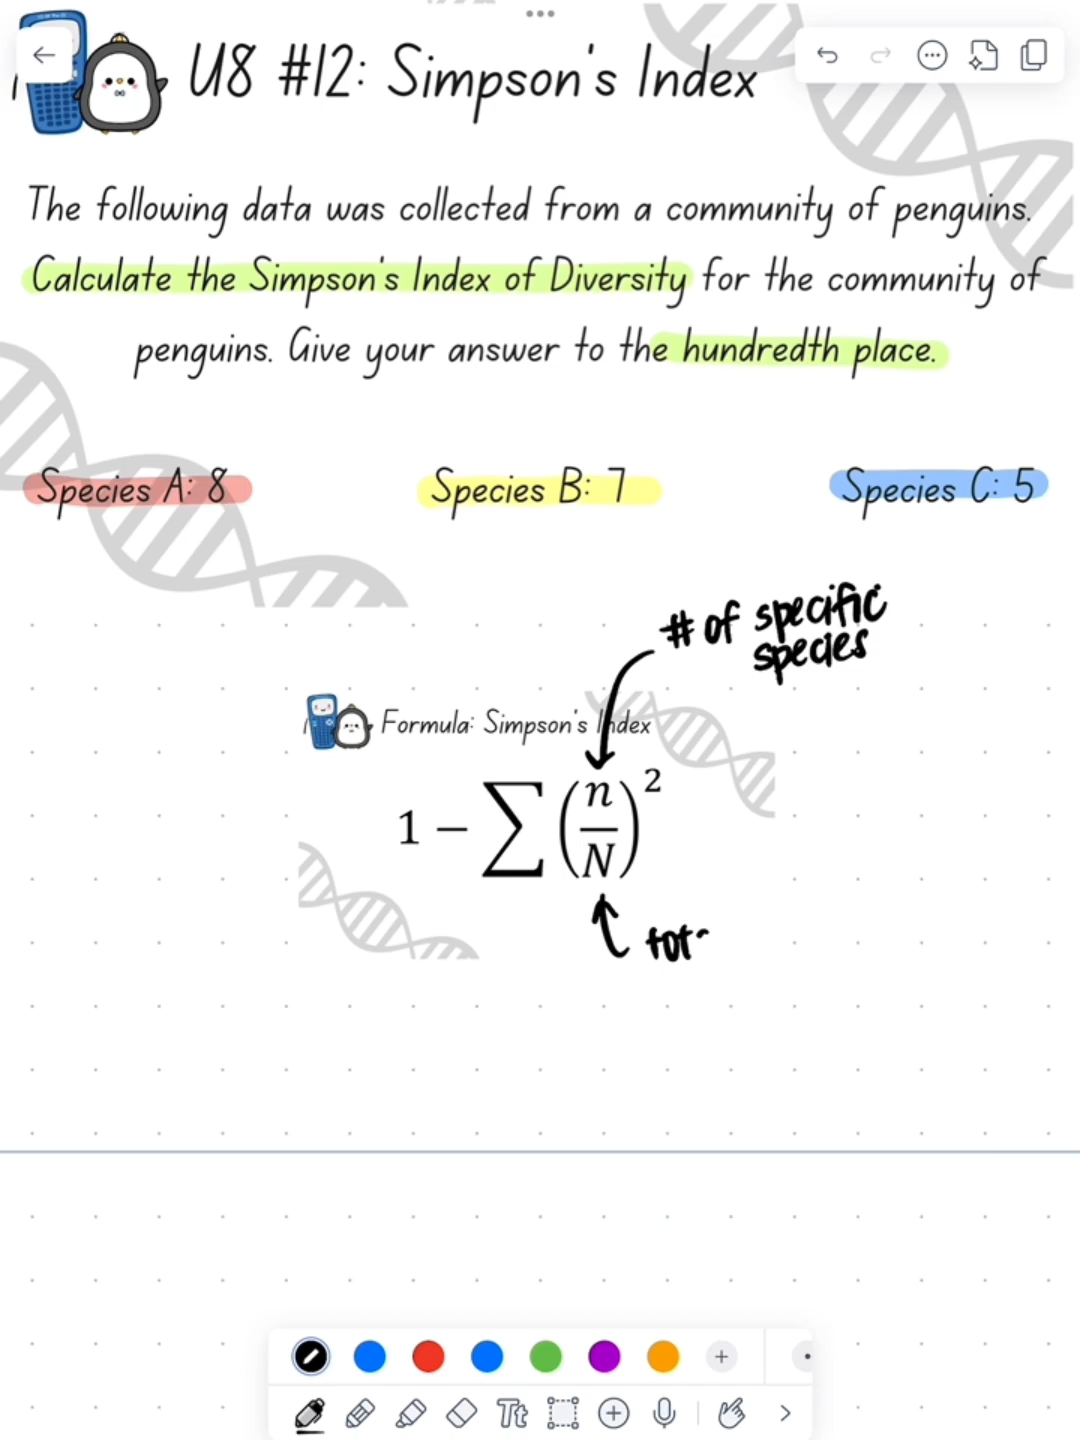 U8 #12: Simpson's Index
The following data was collected from a community of penguins.
Calculate the Simpson's Index of Diversity for the community of
penguins. Give your answer to the hundredth place.
Species A: 8
Species B: 7
Species C: 5
# of specific
species
Formula: Simpson's Index
1 − ∑ (n/N)²
tot
Tt